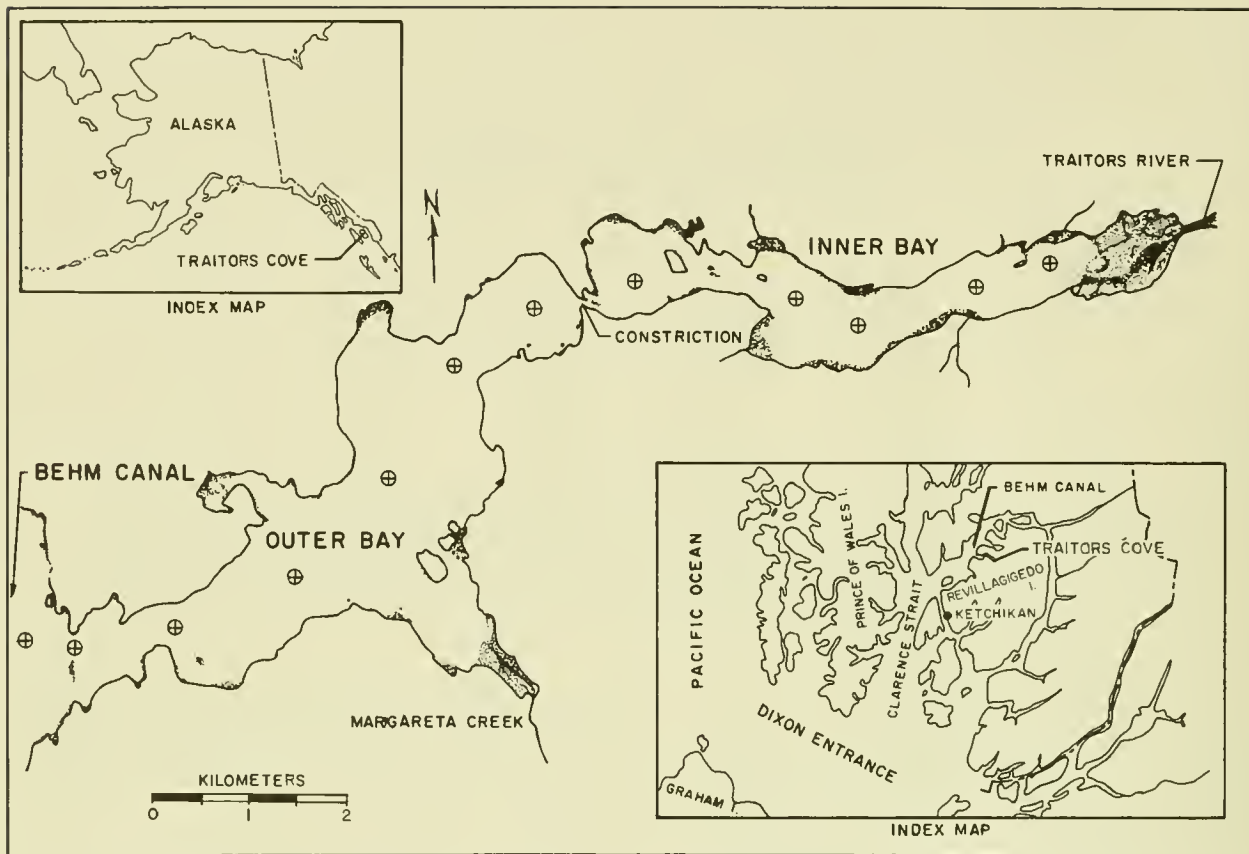 ALASKA
TRAITORS COVE
INDEX MAP
N
TRAITORS RIVER
INNER BAY
CONSTRICTION
BEHM CANAL
OUTER BAY
MARGARETA CREEK
KILOMETERS
0 1 2
PACIFIC OCEAN
PRINCE OF WALES I.
CLARENCE STRAIT
BEHM CANAL
TRAITORS COVE
REVILLAGIGEDO
I.
KETCHIKAN
DIXON ENTRANCE
GRAHAM
INDEX MAP